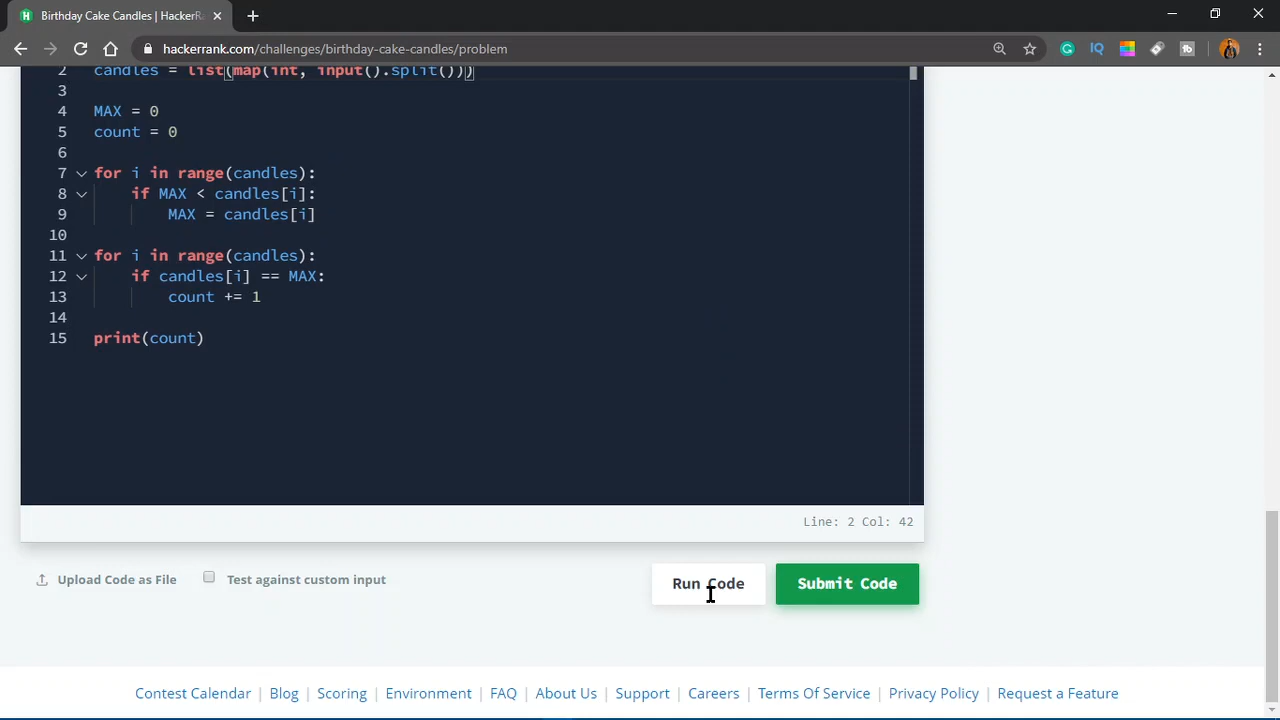 Birthday Cake Candles | HackerRa
hackerrank.com/challenges/birthday-cake-candles/problem
2 candles = list(map(int, input().split()))
3
4 MAX = 0
5 count = 0
6
7 for i in range(candles):
8 if MAX < candles[i]:
9 MAX = candles[i]
10
11 for i in range(candles):
12 if candles[i] == MAX:
13 count += 1
14
15 print(count)
Line: 2 Col: 42
Upload Code as File Test against custom input Run Code Submit Code
Contest Calendar | Blog | Scoring | Environment | FAQ | About Us | Support | Careers | Terms Of Service | Privacy Policy | Request a Feature